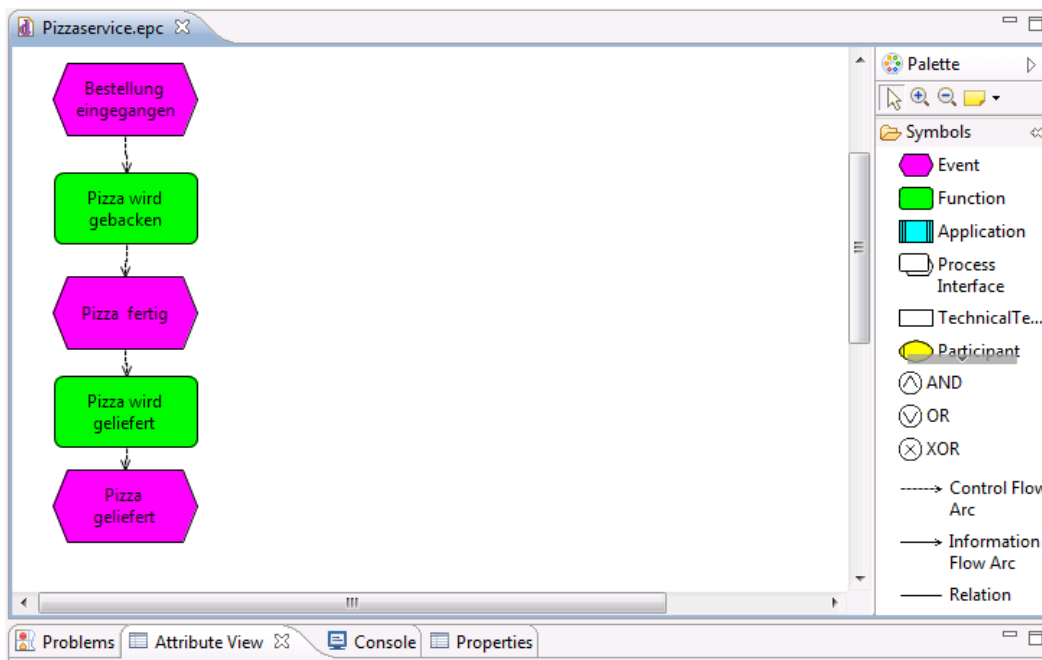 Pizzaservice.epc
Bestellung
eingegangen
Pizza wird
gebacken
Pizza fertig
Pizza wird
geliefert
Pizza
geliefert
Palette
Symbols
Event
Function
Application
Process
Interface
TechnicalTe...
Participant
AND
OR
XOR
Control Flow
Arc
Information
Flow Arc
Relation
Problems
Attribute View
Console
Properties